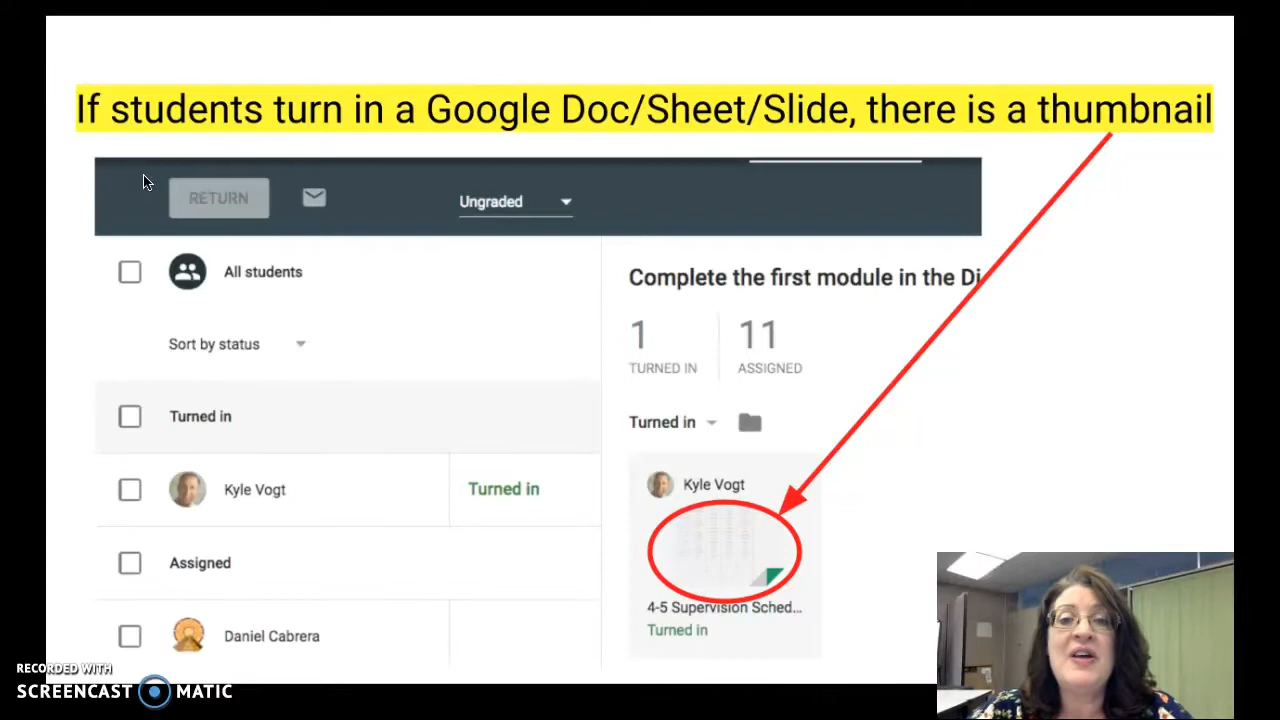 If students turn in a Google Doc/Sheet/Slide, there is a thumbnail
RETURN
Ungraded
All students
Sort by status
Turned in
Kyle Vogt
Turned in
Assigned
Daniel Cabrera
Complete the first module in the Di
1
11
TURNED IN
ASSIGNED
Turned in
Kyle Vogt
4-5 Supervision Sched...
Turned in
RECORDED WITH
SCREENCAST MATIC